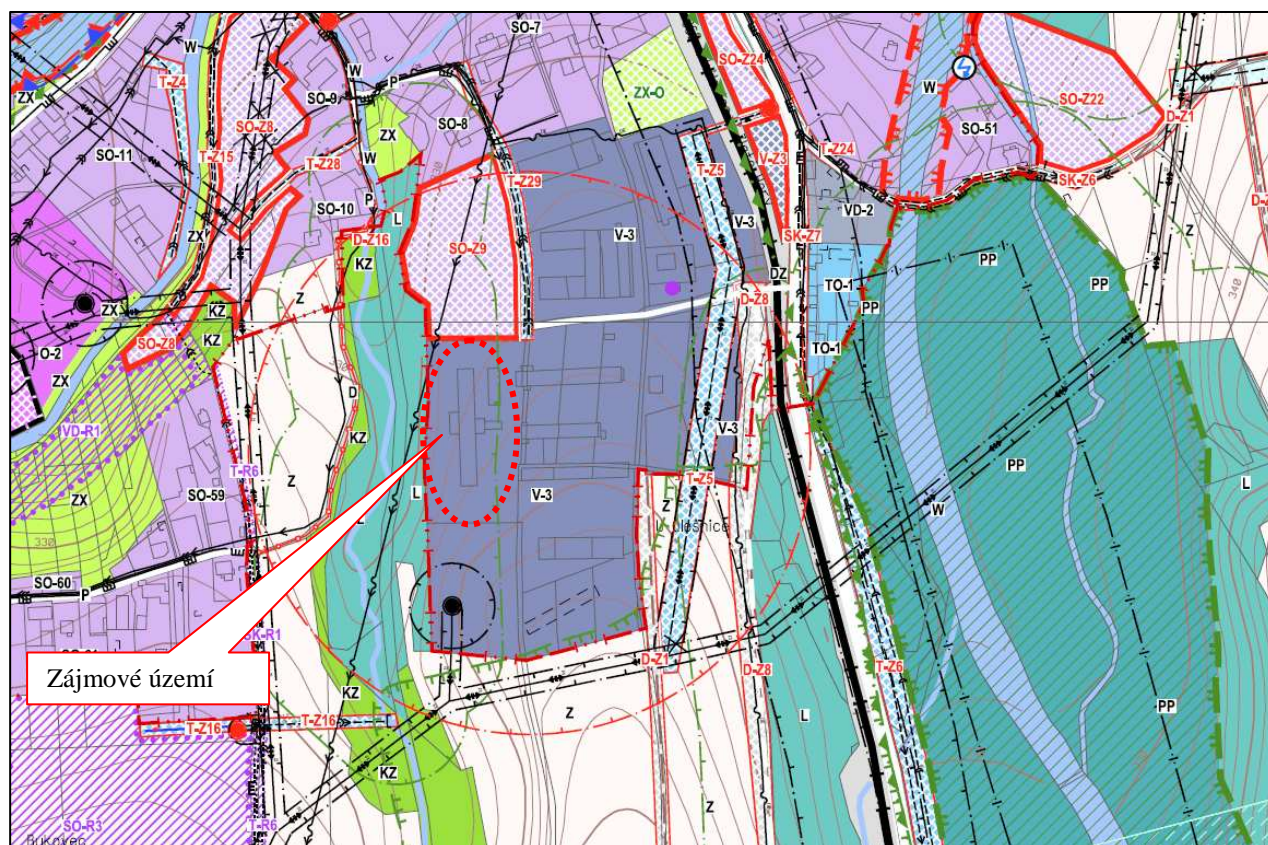 SO-7
SO-Z24
W
ZX-O
W
SO-Z22
T-Z4
W
P
ZX
SO-9
SO-8
D-Z1
SO-Z8
ZX
SO-51
V-Z3
SO-11
T-Z15
T-Z28
W
T-Z5
T-Z24
T-Z29
SK-Z6
SO-10
P
L
VD-2
D-Z16
V-3
V-3
SK-Z7
Z
ZX
SO-Z9
KZ
DZ
PP
PP
TO-1
Z
D-Z8
PP
340
ZX
KZ
O-2
SO-Z8
KZ
TO-1
ZX
D
VD-R1
KZ
V-3
T-R6
PP
ZX
SO-59
Z
T-Z5
L
V-3
L
Z
W
330
E
SO-60
P
SK-R1
Zájmové území
D-Z1
D-Z8
T-Z6
KZ
Z
L
PP
T-Z16
T-Z16
KZ
Z
SO-R3
T-R6
Bukovec